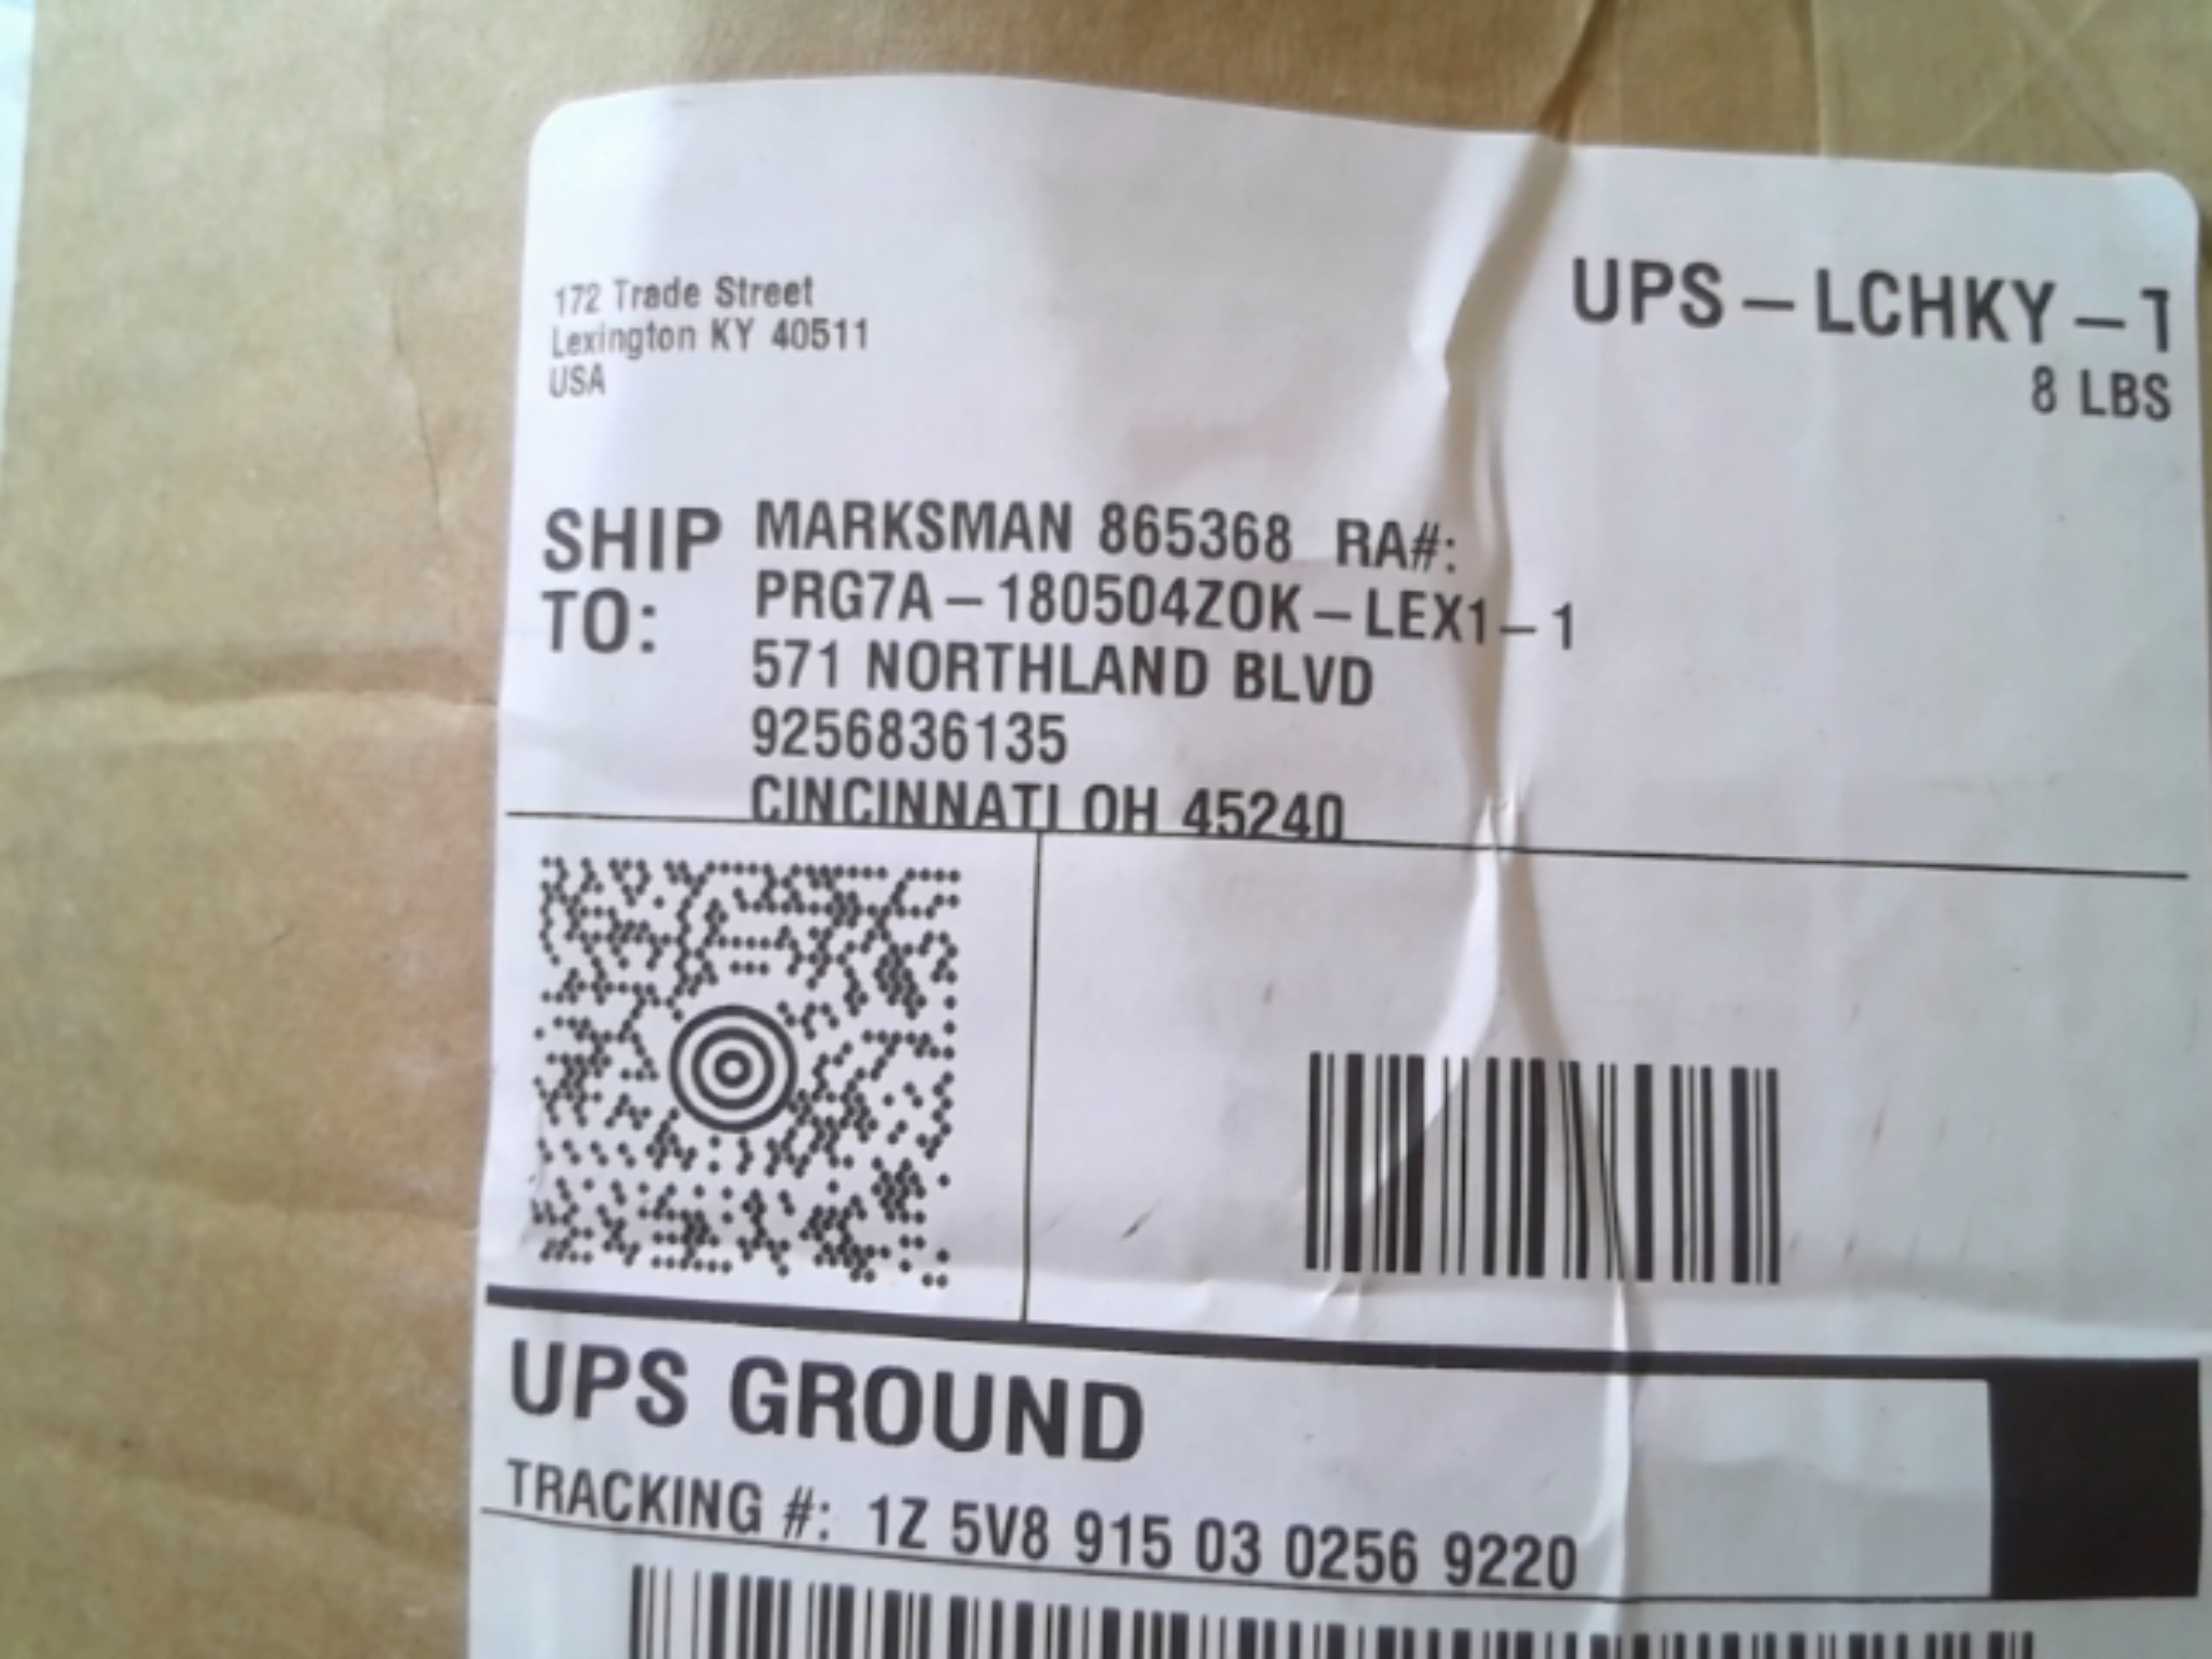 172 Trade Street
Lexington KY 40511
USA
UPS – LCHKY – 1
8 LBS
SHIP TO:
MARKSMAN 865368 RA#:
PRG7A – 180504ZOK – LEX1 – 1
571 NORTHLAND BLVD
9256836135
CINCINNATI OH 45240
UPS GROUND
TRACKING #: 1Z 5V8 915 03 0256 9220